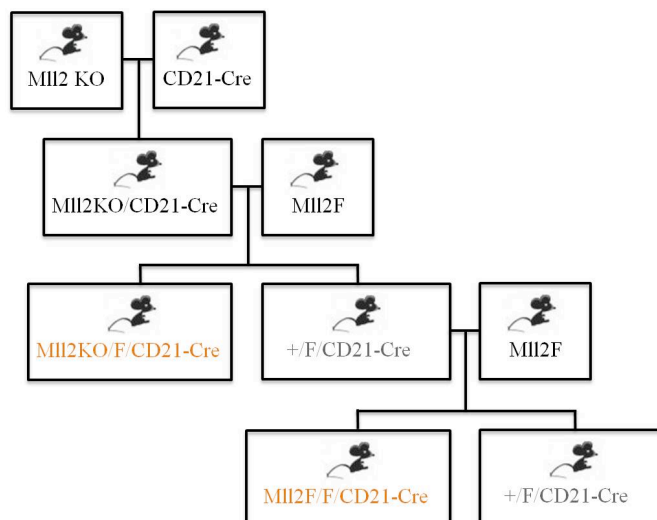 Mll2 KO
CD21-Cre
Mll2KO/CD21-Cre
Mll2F
Mll2KO/F/CD21-Cre
+/F/CD21-Cre
Mll2F
Mll2F/F/CD21-Cre
+/F/CD21-Cre